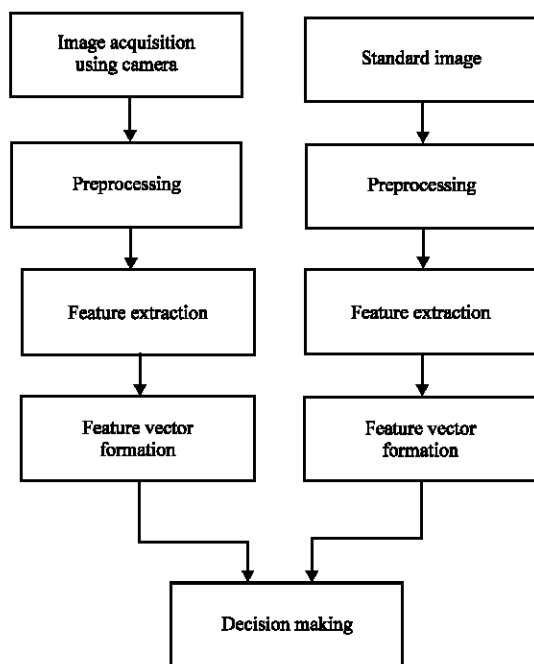 Image acquisition
using camera
Standard image
Preprocessing
Preprocessing
Feature extraction
Feature extraction
Feature vector
formation
Feature vector
formation
Decision making